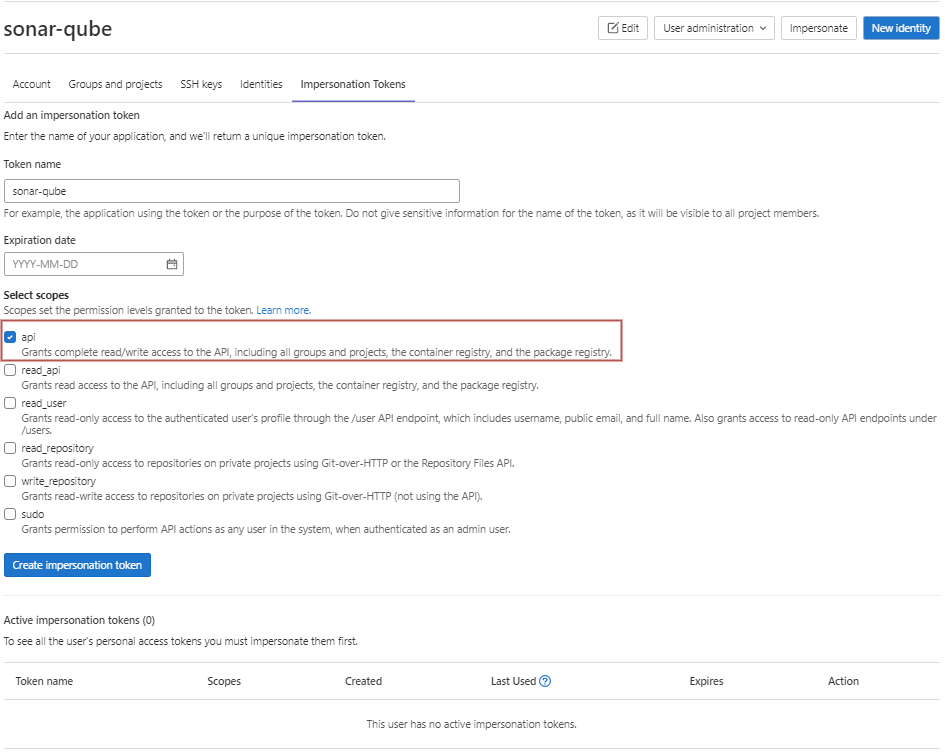 sonar-qube
Edit
User administration
Impersonate
New identity
Account
Groups and projects
SSH keys
Identities
Impersonation Tokens
Add an impersonation token
Enter the name of your application, and we'll return a unique impersonation token.
Token name
sonar-qube
For example, the application using the token or the purpose of the token. Do not give sensitive information for the name of the token, as it will be visible to all project members.
Expiration date
YYYY-MM-DD
Select scopes
Scopes set the permission levels granted to the token. Learn more.
api
Grants complete read/write access to the API, including all groups and projects, the container registry, and the package registry.
read_api
Grants read access to the API, including all groups and projects, the container registry, and the package registry.
read_user
Grants read-only access to the authenticated user's profile through the /user API endpoint, which includes username, public email, and full name. Also grants access to read-only API endpoints under
/users.
read_repository
Grants read-only access to repositories on private projects using Git-over-HTTP or the Repository Files API.
write_repository
Grants read-write access to repositories on private projects using Git-over-HTTP (not using the API).
sudo
Grants permission to perform API actions as any user in the system, when authenticated as an admin user.
Create impersonation token
Active impersonation tokens (0)
To see all the user's personal access tokens you must impersonate them first.
Token name
Scopes
Created
Last Used
Expires
Action
This user has no active impersonation tokens.